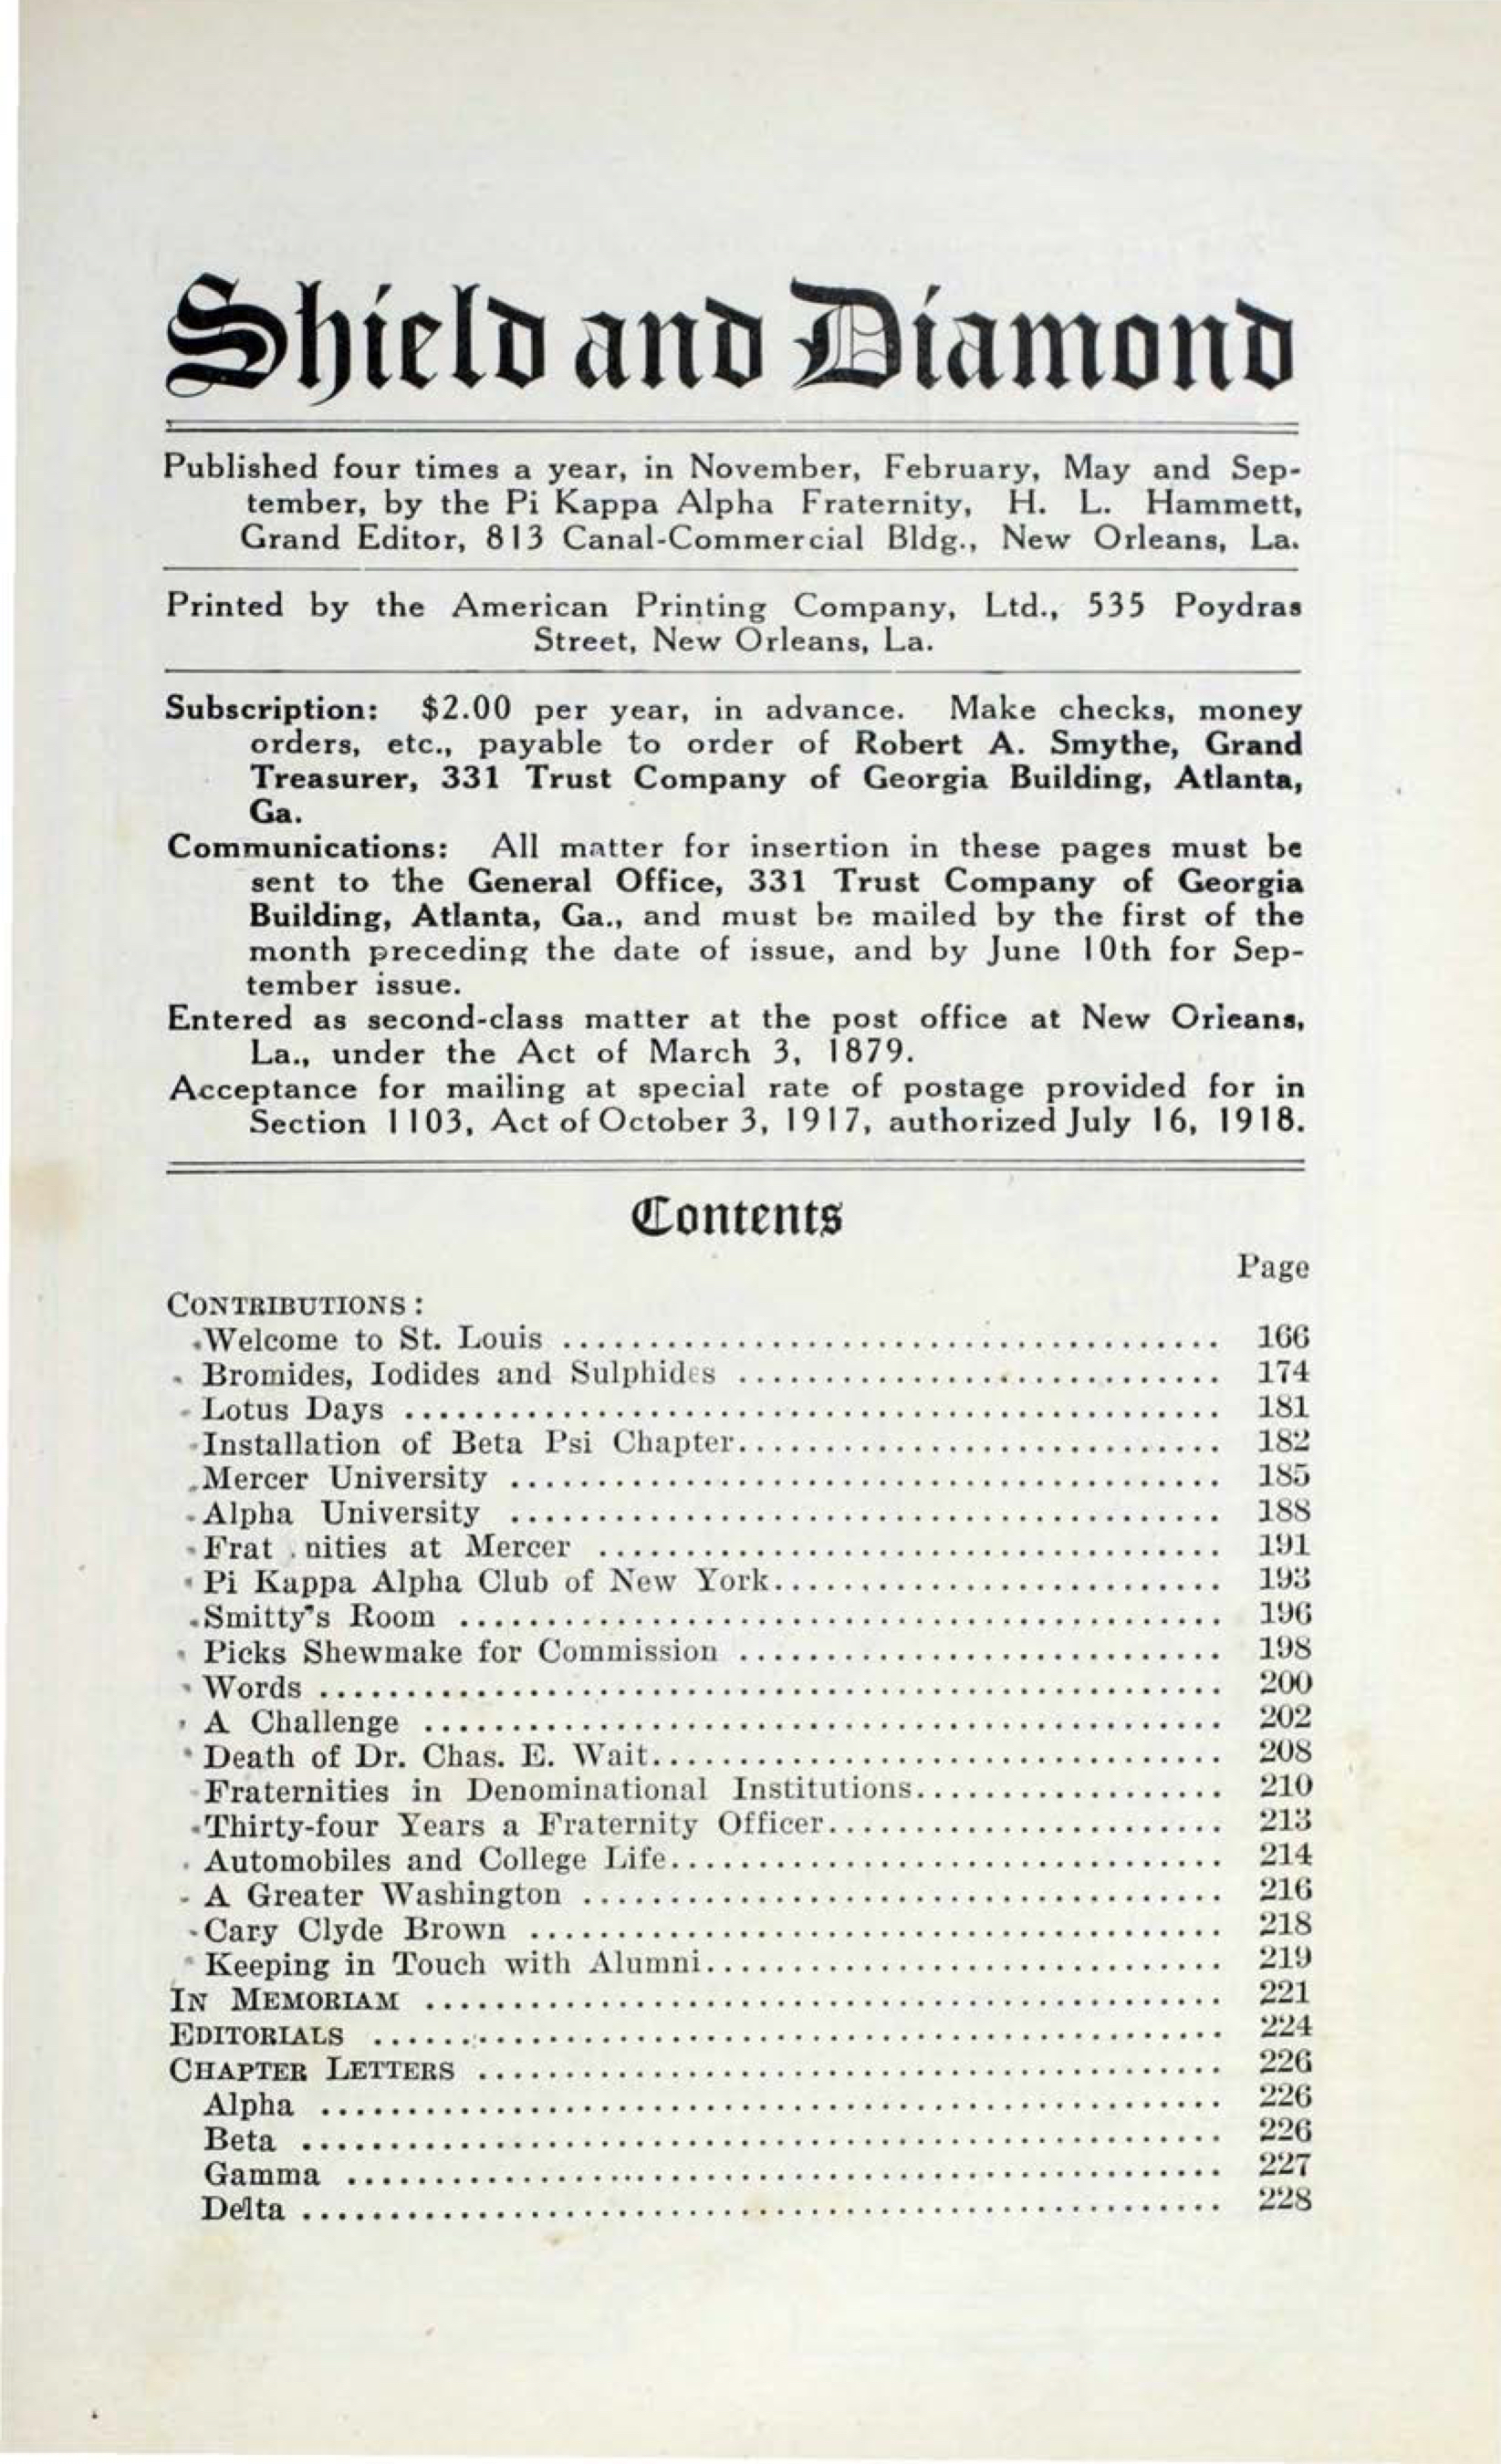 Shield and Diamond
Published four times a year, in November, February, May and Sep-
tember, by the Pi Kappa Alpha Fraternity, H. L. Hammett,
Grand Editor, 813 Canal-Commercial Bldg., New Orleans, La.
Printed by the American Printing Company, Ltd., 535 Poydras
Street, New Orleans, La.
Subscription: $2.00 per year, in advance. Make checks, money
orders, etc., payable to order of Robert A. Smythe, Grand
Treasurer, 331 Trust Company of Georgia Building, Atlanta,
Ga.
Communications: All matter for insertion in these pages must be
sent to the General Office, 331 Trust Company of Georgia
Building, Atlanta, Ga., and must be mailed by the first of the
month preceding the date of issue, and by June 10th for Sep-
tember issue.
Entered as second-class matter at the post office at New Orleans,
La., under the Act of March 3, 1879.
Acceptance for mailing at special rate of postage provided for in
Section 1103, Act of October 3, 1917, authorized July 16, 1918.
Contents
Page
CONTRIBUTIONS:
Welcome to St. Louis ........ 166
Bromides, Iodides and Sulphides ........ 174
Lotus Days ........ 181
Installation of Beta Psi Chapter ........ 182
Mercer University ........ 185
Alpha University ........ 188
Frat nities at Mercer ........ 191
Pi Kappa Alpha Club of New York ........ 193
Smitty's Room ........ 196
Picks Shewmake for Commission ........ 198
Words ........ 200
A Challenge ........ 202
Death of Dr. Chas. E. Wait ........ 208
Fraternities in Denominational Institutions ........ 210
Thirty-four Years a Fraternity Officer ........ 213
Automobiles and College Life ........ 214
A Greater Washington ........ 216
Cary Clyde Brown ........ 218
Keeping in Touch with Alumni ........ 219
IN MEMORIAM ........ 221
EDITORIALS ........ 224
CHAPTER LETTERS ........ 226
Alpha ........ 226
Beta ........ 226
Gamma ........ 227
Delta ........ 228